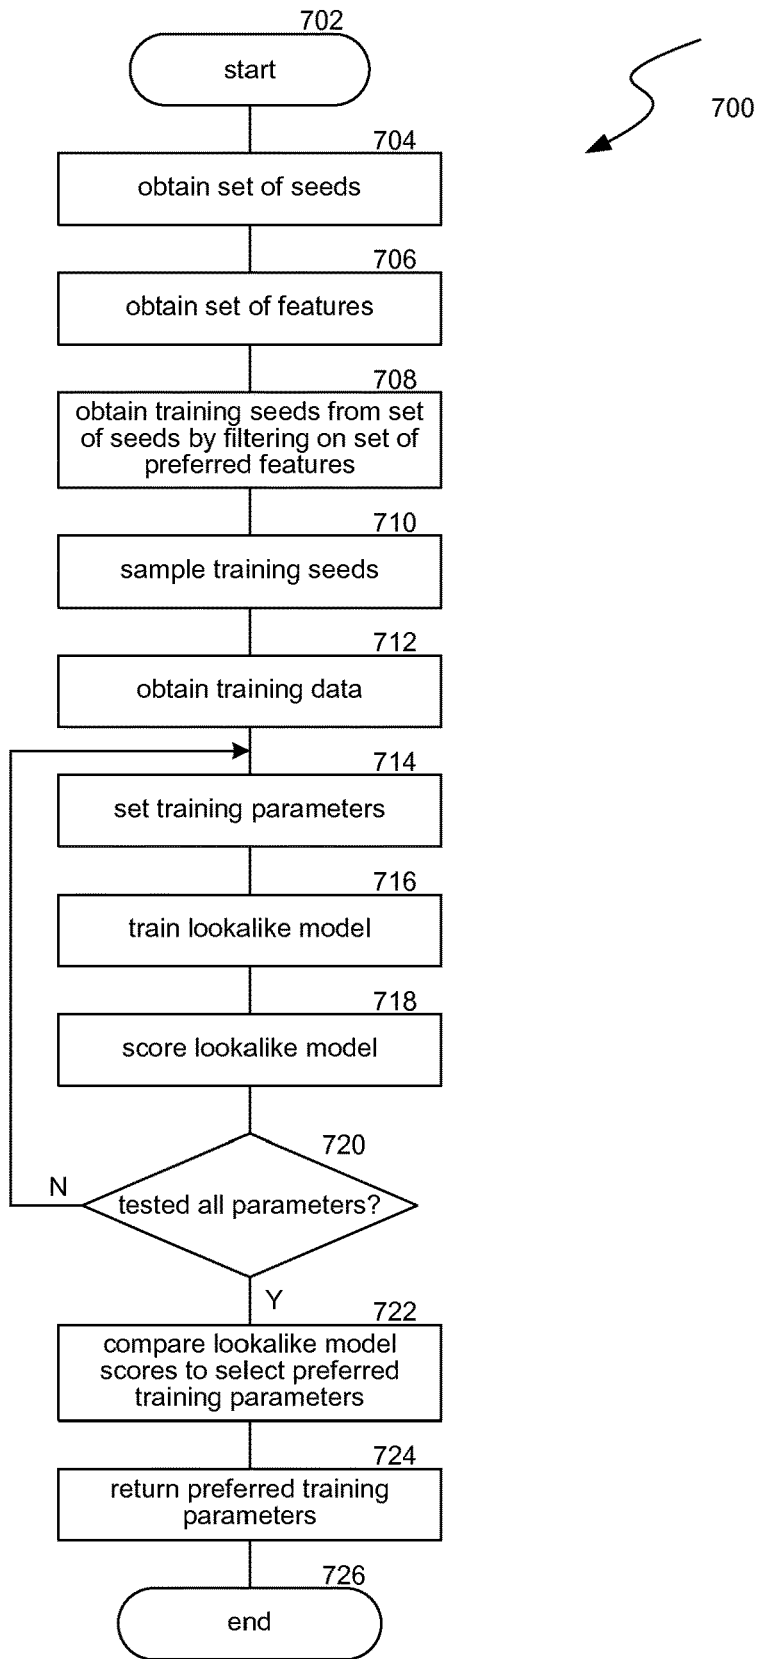 702
start
700
704
obtain set of seeds
706
obtain set of features
708
obtain training seeds from set
of seeds by filtering on set of
preferred features
710
sample training seeds
712
obtain training data
714
set training parameters
716
train lookalike model
718
score lookalike model
720
tested all parameters?
N
Y
722
compare lookalike model
scores to select preferred
training parameters
724
return preferred training
parameters
726
end